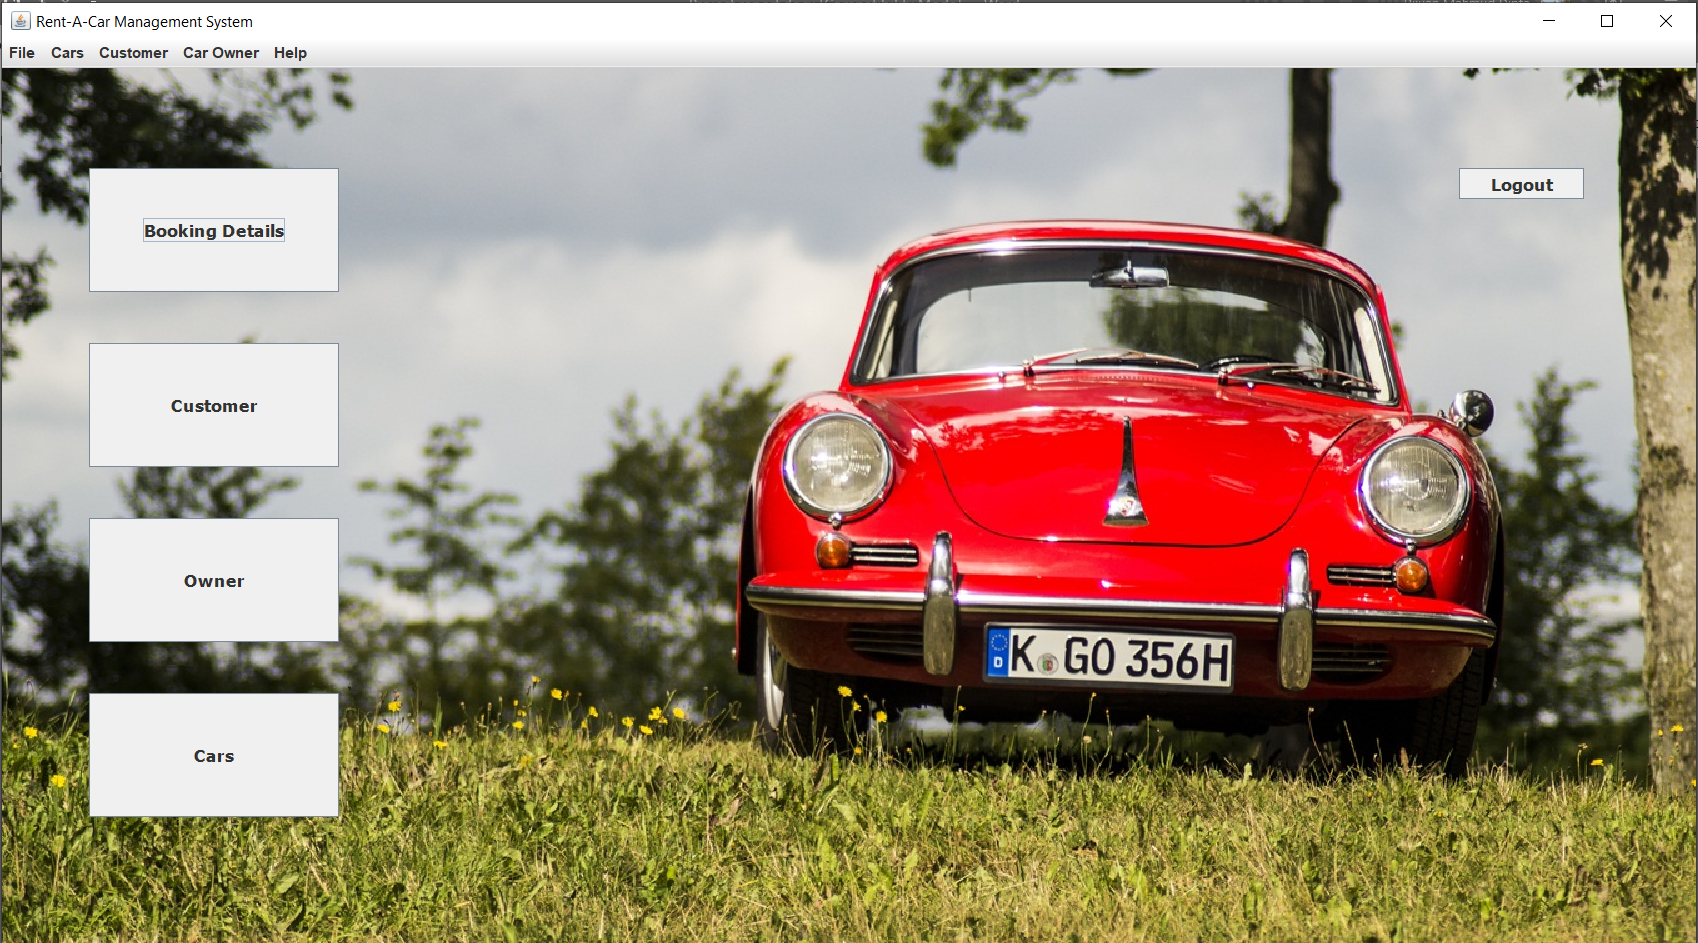 Rent-A-Car Management System
File Cars Customer Car Owner Help
Booking Details
Logout
Customer
Owner
Cars
D K GO 356H